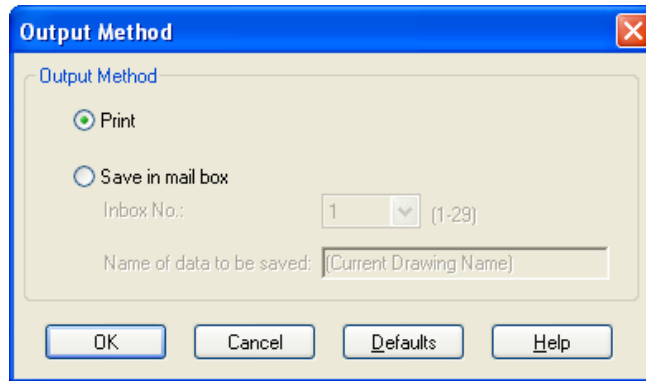 Output Method
Output Method
Print
Save in mail box
Inbox No.: 1 (1-29)
Name of data to be saved: (Current Drawing Name)
OK Cancel Defaults Help